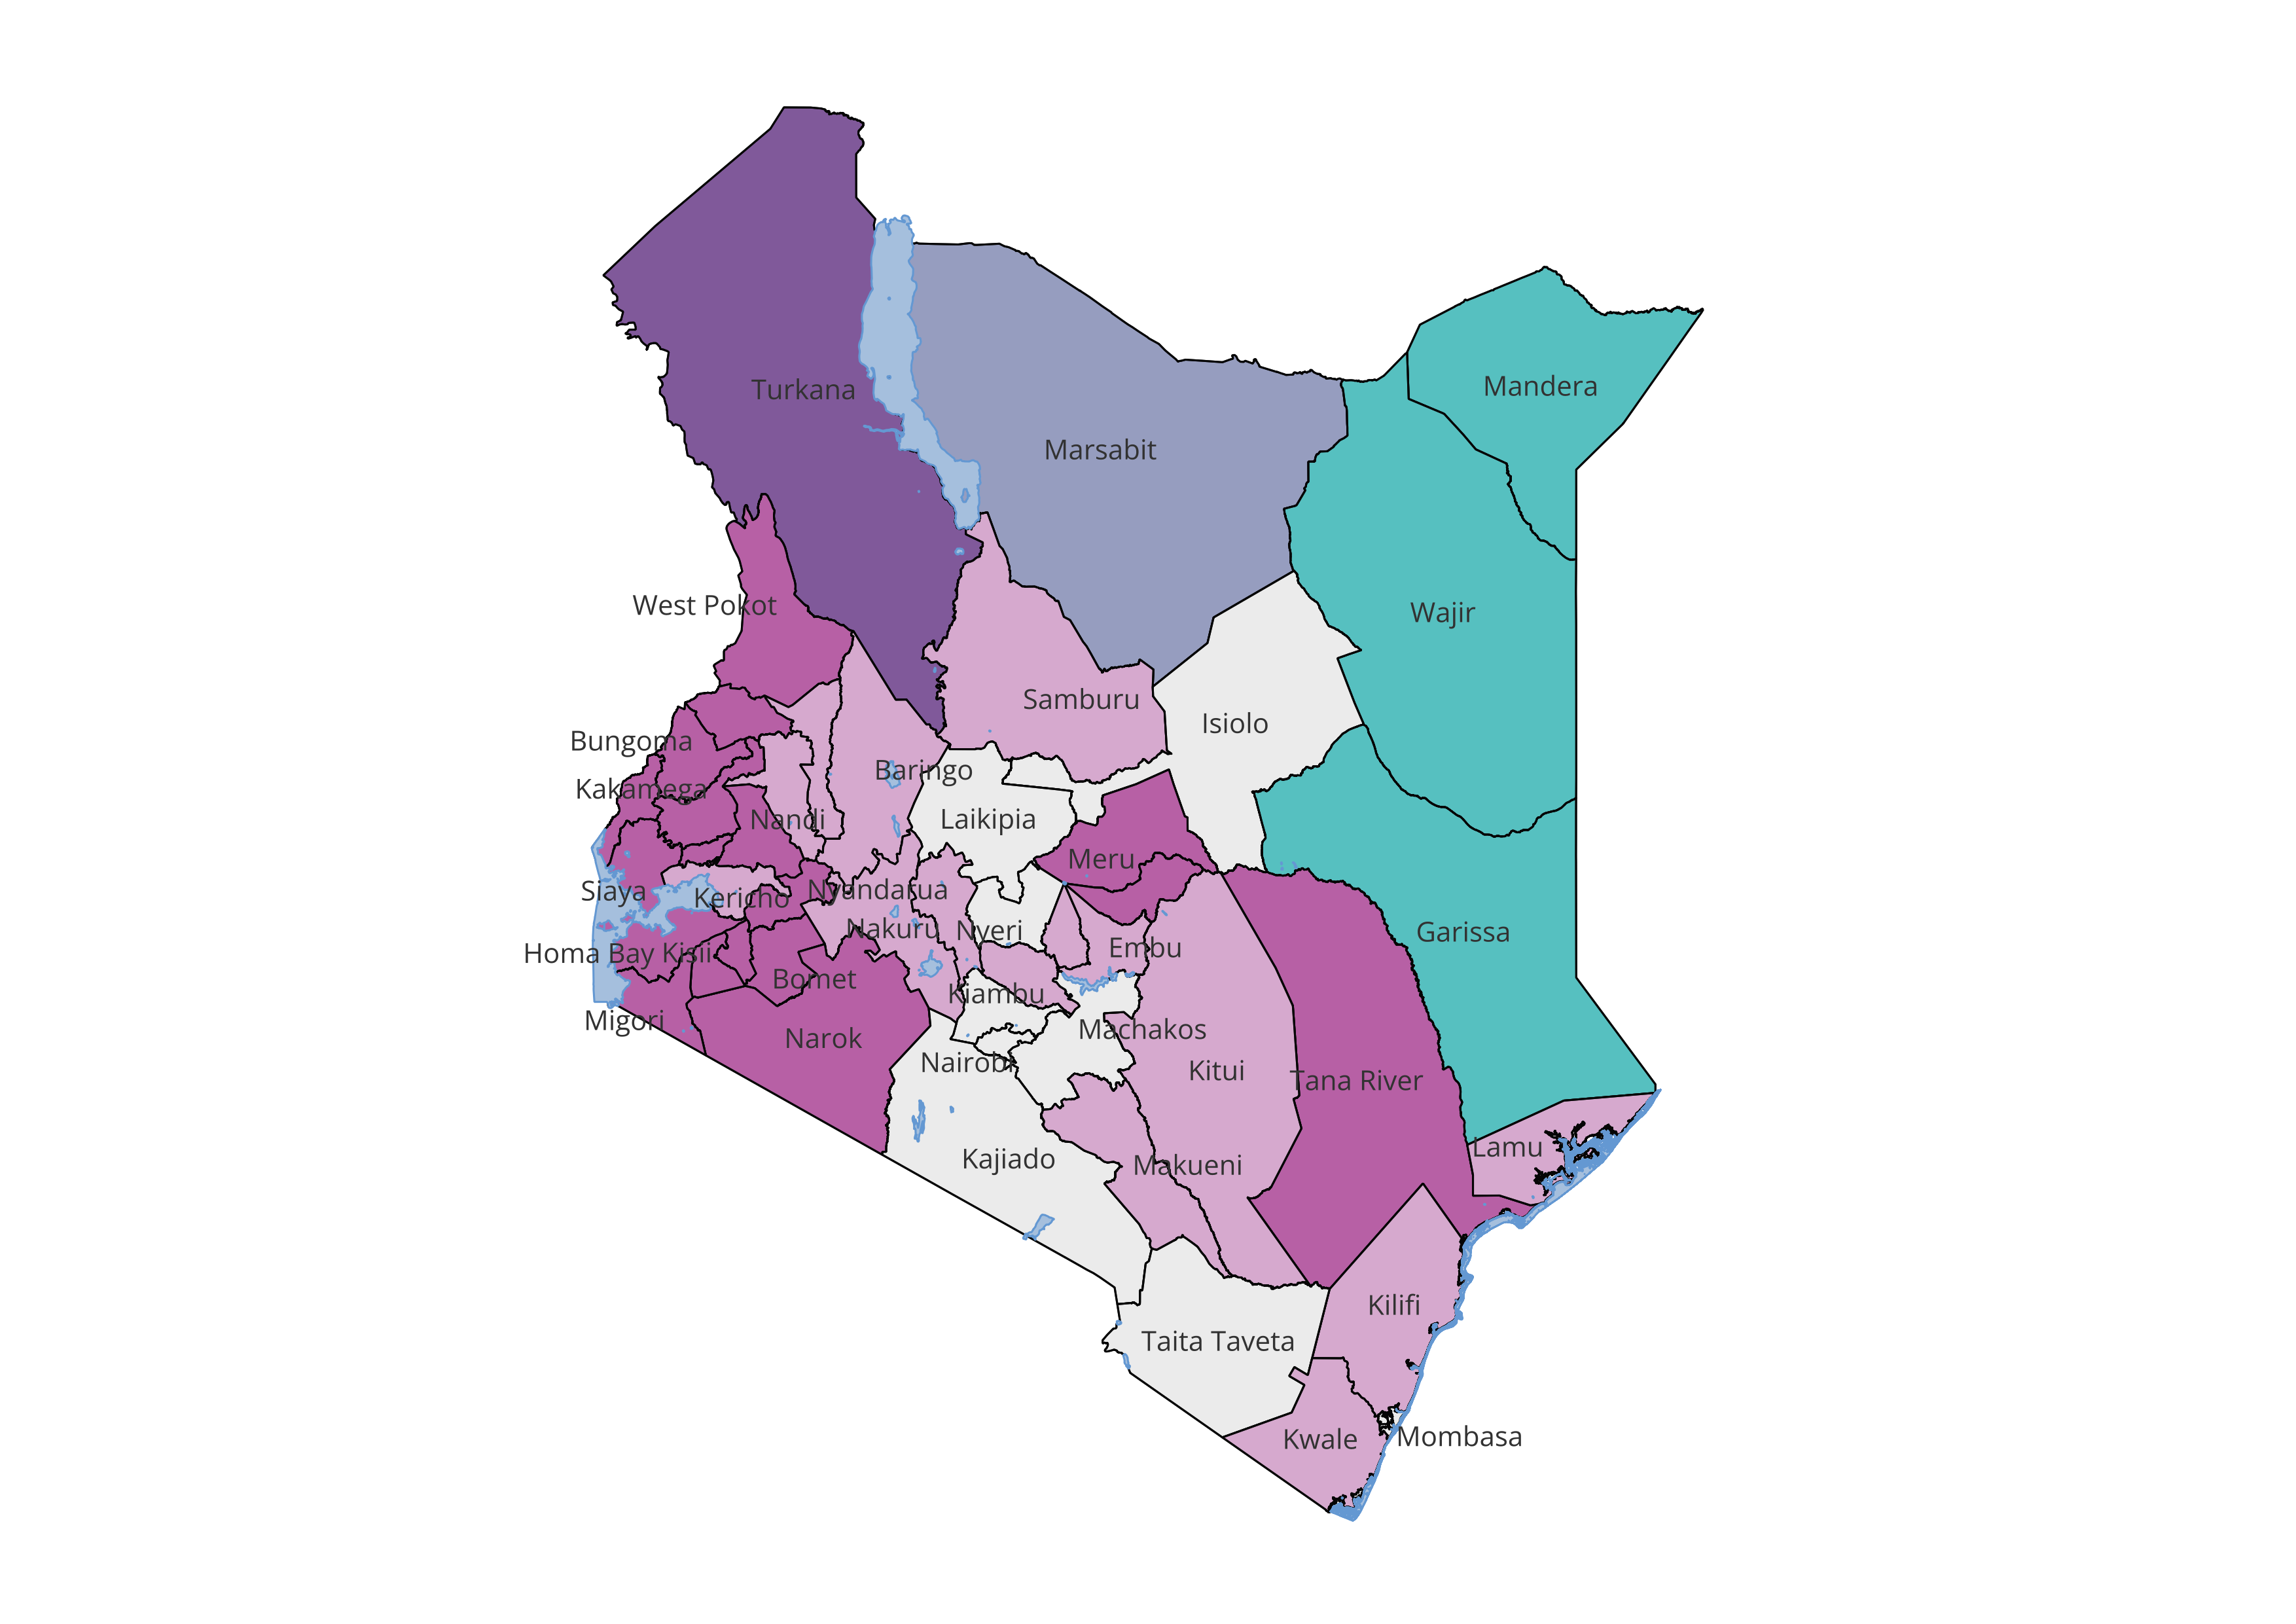 Mandera
Turkana
Marsabit
West Pokot
Wajir
Samburu
Isiolo
Bungoma
Baringo
Kakamega
Nandi
Laikipia
Meru
Siaya
Kericho
Nyandarua
Nakuru
Nyeri
Garissa
Homa Bay
Kisii
Embu
Bomet
Kiambu
Migori
Narok
Machakos
Nairobi
Kitui
Tana River
Kajiado
Makueni
Lamu
Kilifi
Taita Taveta
Kwale
Mombasa